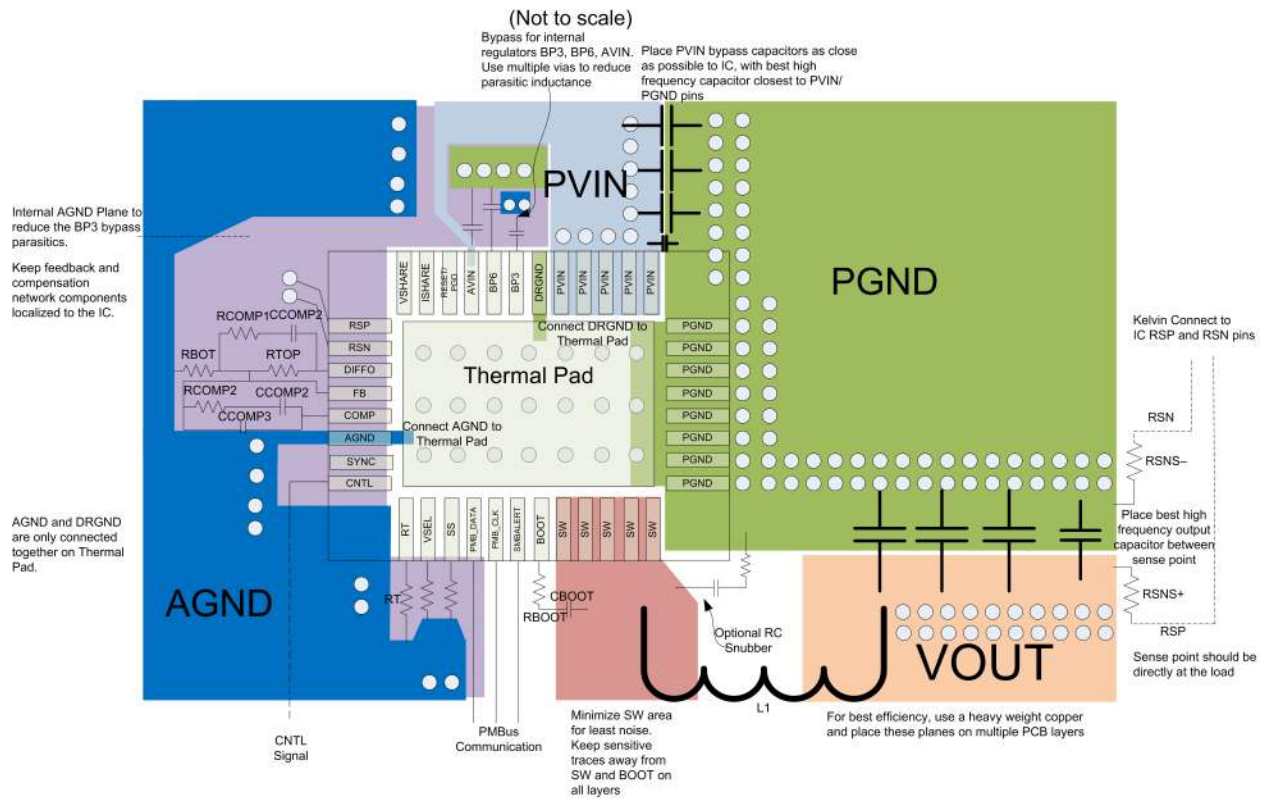 (Not to scale)
Bypass for internal
regulators BP3, BP6, AVIN.
Use multiple vias to reduce
parasitic inductance
Place PVIN bypass capacitors as close
as possible to IC, with best high
frequency capacitor closest to PVIN/
PGND pins
PVIN
Internal AGND Plane to
reduce the BP3 bypass
parasitics.
Keep feedback and
compensation
network components
localized to the IC.
VSHARE
ISHARE
RESET/
PGD
AVIN
BP6
BP3
DRGND
PVIN
PVIN
PVIN
PVIN
PVIN
PGND
Kelvin Connect to
IC RSP and RSN pins
RCOMP1
CCOMP2
RBOT
RTOP
RCOMP2
CCOMP2
CCOMP3
RSP
RSN
DIFFO
FB
COMP
AGND
SYNC
CNTL
Connect DRGND to
Thermal Pad
Thermal Pad
Connect AGND to
Thermal Pad
PGND
PGND
PGND
PGND
PGND
PGND
PGND
PGND
RSN
RSNS–
Place best high
frequency output
capacitor between
sense point
RSNS+
RSP
Sense point should be
directly at the load
AGND and DRGND
are only connected
together on Thermal
Pad.
RT
VSEL
SS
PMB_DATA
PMB_CLK
SMBALERT
BOOT
SW
SW
SW
SW
SW
AGND
RT
CBOOT
RBOOT
Optional RC
Snubber
VOUT
L1
CNTL
Signal
PMBus
Communication
Minimize SW area
for least noise.
Keep sensitive
traces away from
SW and BOOT on
all layers
For best efficiency, use a heavy weight copper
and place these planes on multiple PCB layers